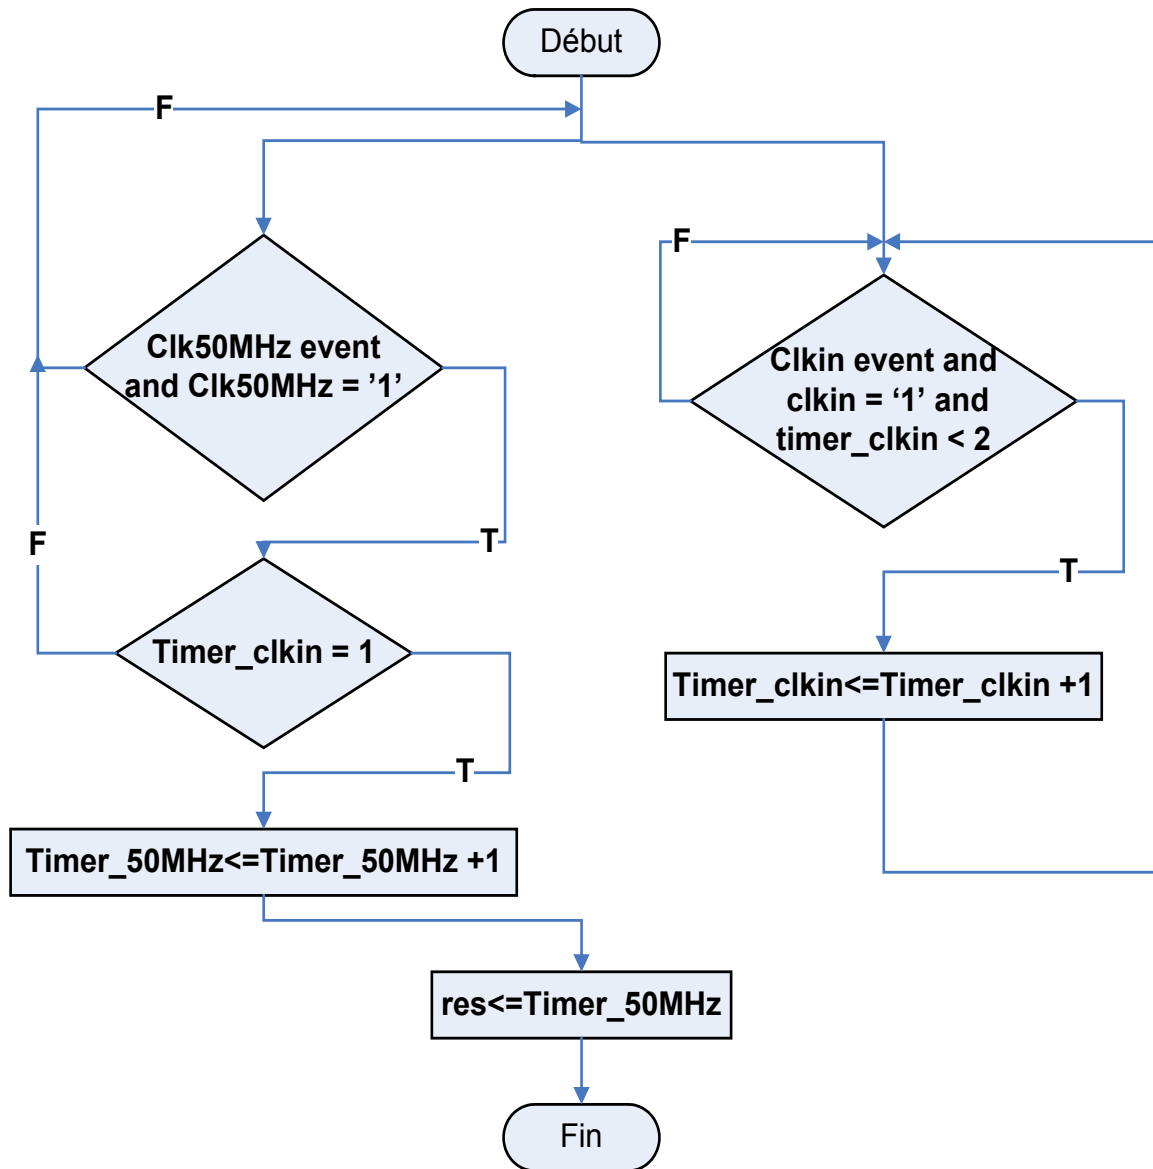 Début
F
F
Clk50MHz event
and Clk50MHz = ’1’
Clkin event and
clkin = ‘1’ and
timer_clkin < 2
F
T
T
Timer_clkin = 1
Timer_clkin<=Timer_clkin +1
T
Timer_50MHz<=Timer_50MHz +1
res<=Timer_50MHz
Fin